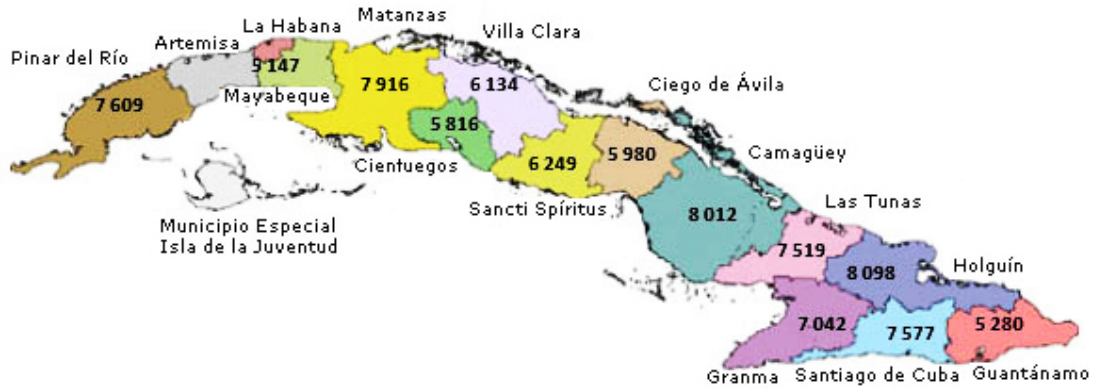 Matanzas
La Habana
Villa Clara
Artemisa
Pinar del Río
9 147
7 916
6 134
Ciego de Ávila
7 609
Mayabeque
5 816
Camagüey
Cienfuegos
6 249
5 980
Sancti Spíritus
8 012
Las Tunas
Municipio Especial
Isla de la Juventud
7 519
8 098
Holguín
7 042
7 577
5 280
Granma
Santiago de Cuba
Guantánamo